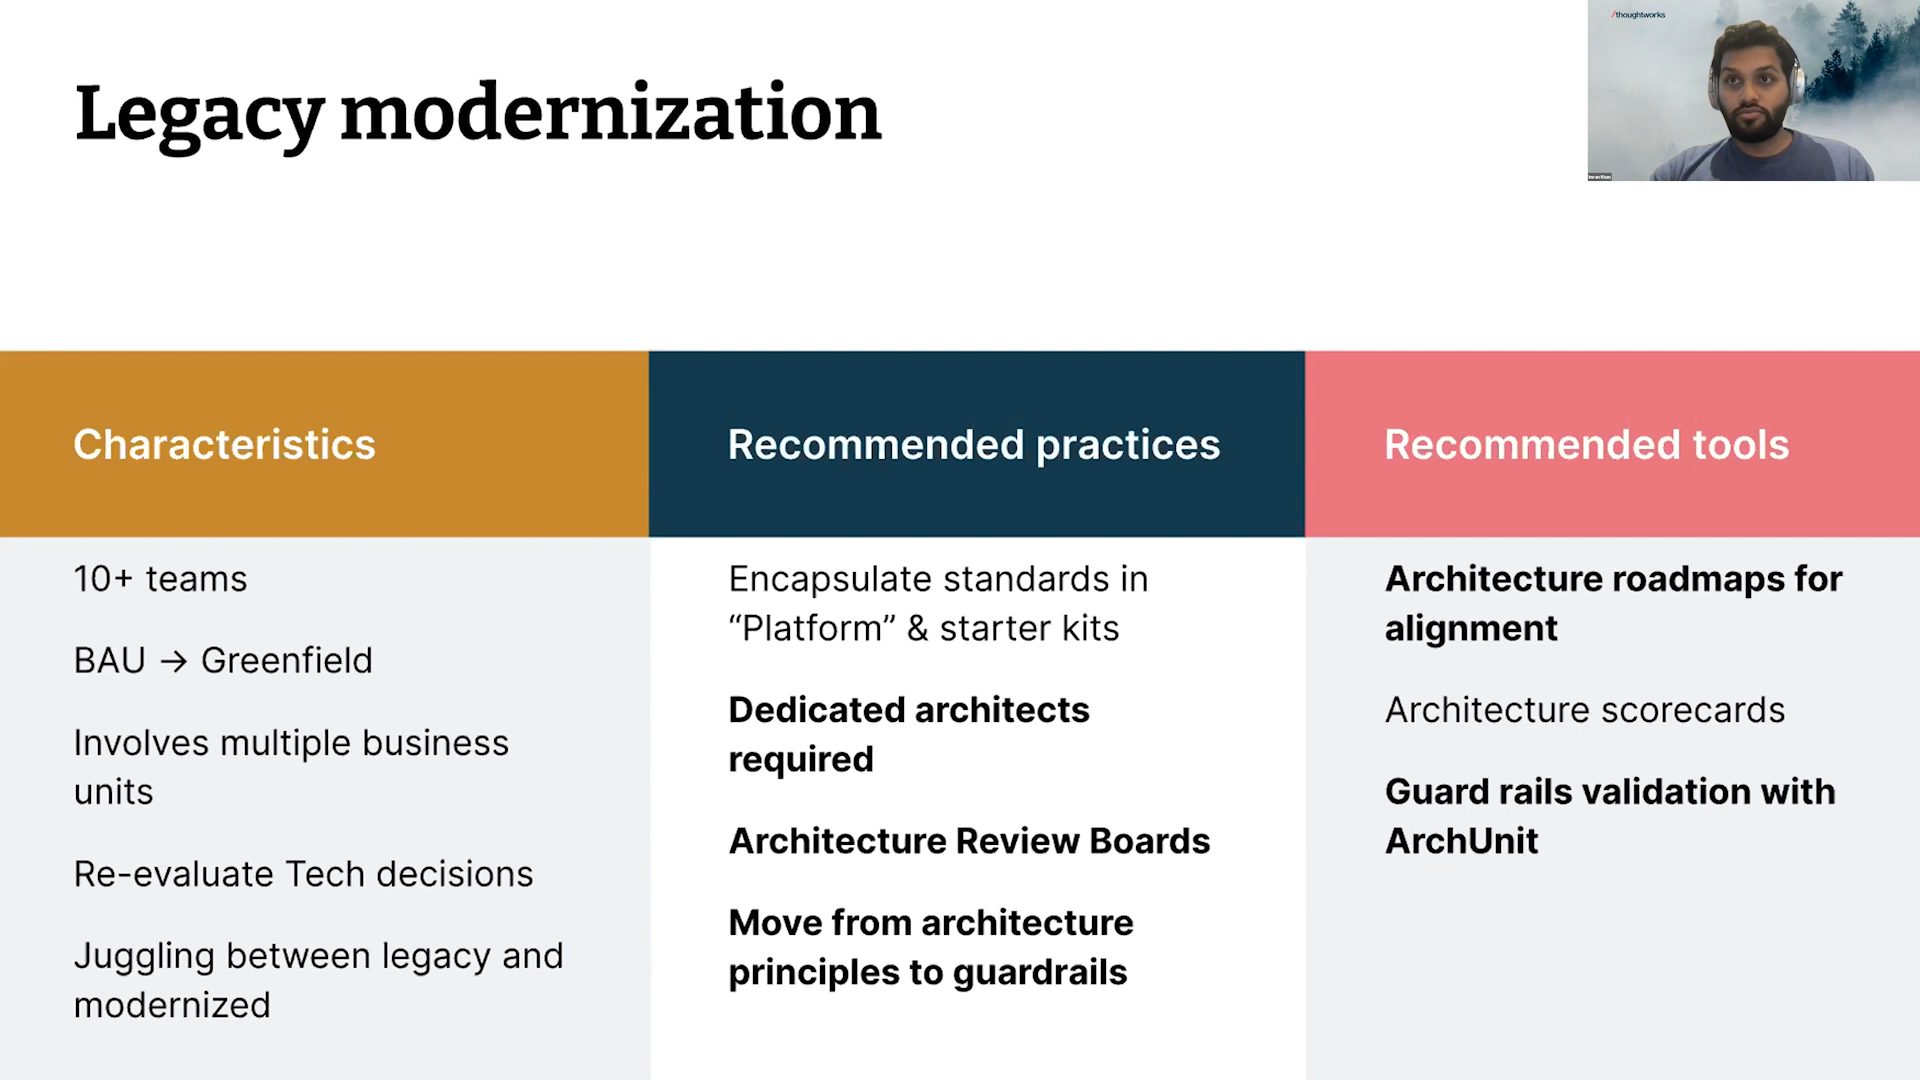 /thoughtworks
Legacy modernization
Characteristics
10+ teams
BAU → Greenfield
Involves multiple business
units
Re-evaluate Tech decisions
Juggling between legacy and
modernized
Recommended practices
Encapsulate standards in
“Platform” & starter kits
Dedicated architects
required
Architecture Review Boards
Move from architecture
principles to guardrails
Recommended tools
Architecture roadmaps for
alignment
Architecture scorecards
Guard rails validation with
ArchUnit